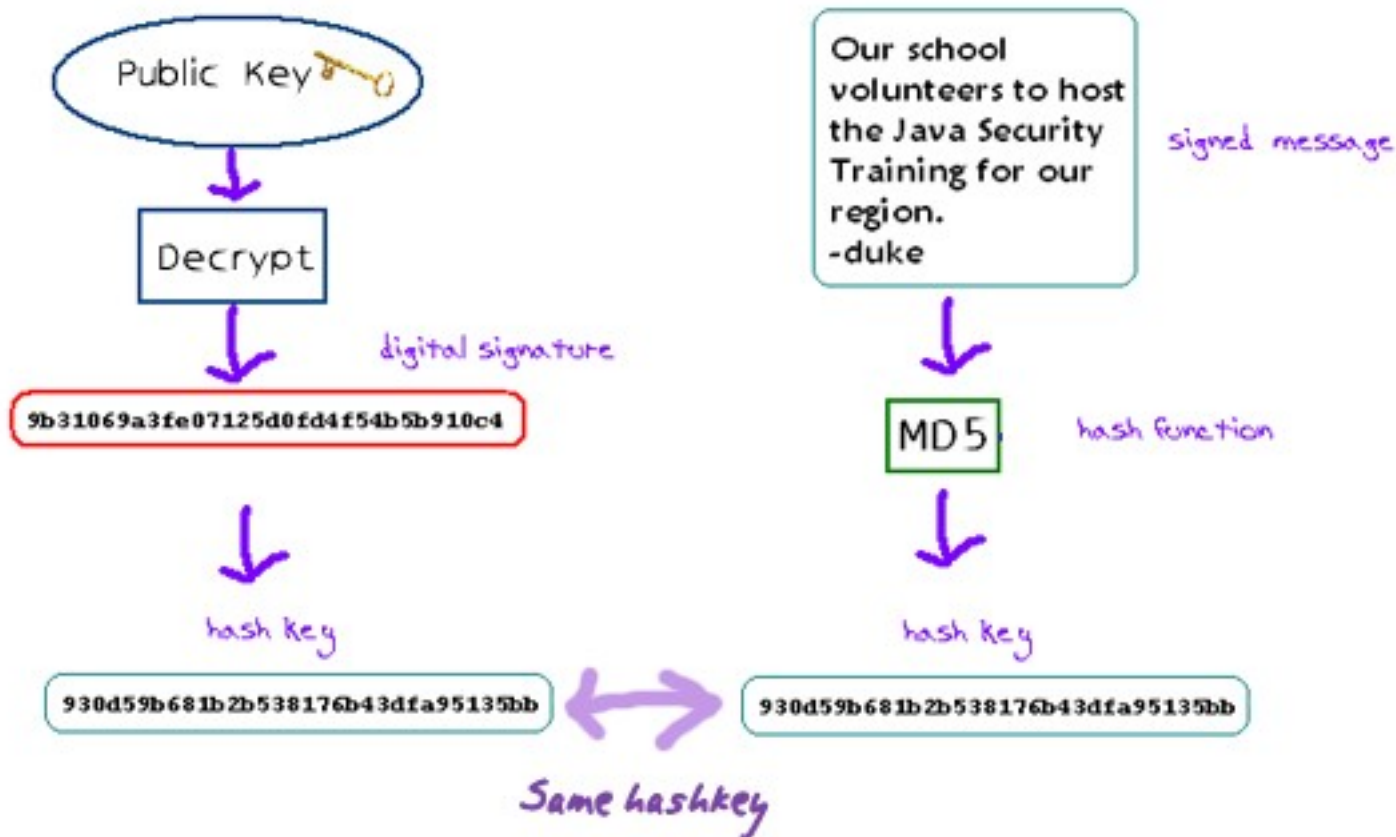 Public Key
Decrypt
digital signature
9b31069a3fe07125d0fd4f54b5b910c4
hash key
930d59b681b2b538176b43dfa95135bb
Our school
volunteers to host
the Java Security
Training for our
region.
-duke
signed message
MD5
hash function
hash key
930d59b681b2b538176b43dfa95135bb
Same hashkey